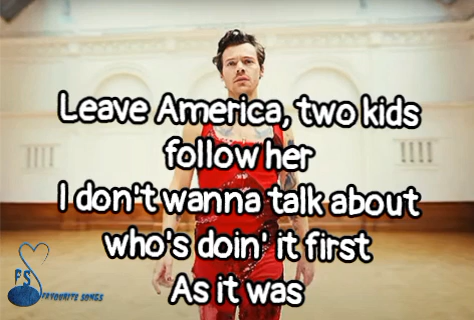 Leave America, two kids
follow her
I don't wanna talk about
who's doin' it first
As it was
FS
FAVOURITE SONGS